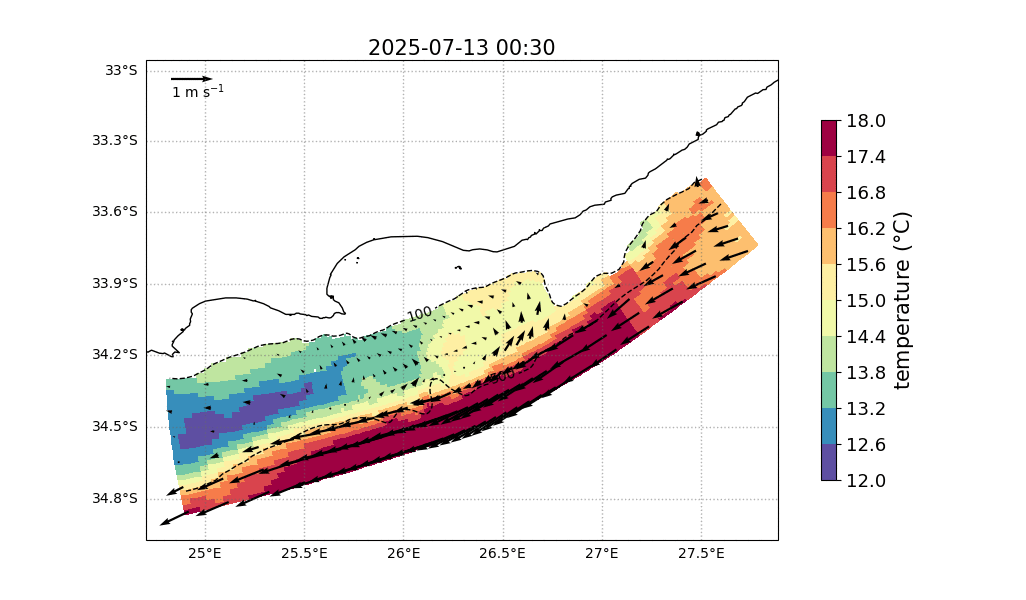 2025-07-13 00:30
33°S
33.3°S
33.6°S
33.9°S
34.2°S
34.5°S
34.8°S
1 m s⁻¹
100
500
25°E
25.5°E
26°E
26.5°E
27°E
27.5°E
18.0
17.4
16.8
16.2
15.6
15.0
14.4
13.8
13.2
12.6
12.0
temperature (°C)